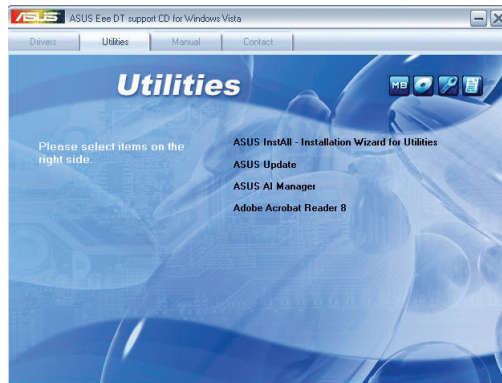 ASUS ASUS Eee DT support CD for Windows Vista
Drivers Utilities Manual Contact
Utilities
MB
Please select items on the
right side.
ASUS InstAll - Installation Wizard for Utilities
ASUS Update
ASUS AI Manager
Adobe Acrobat Reader 8